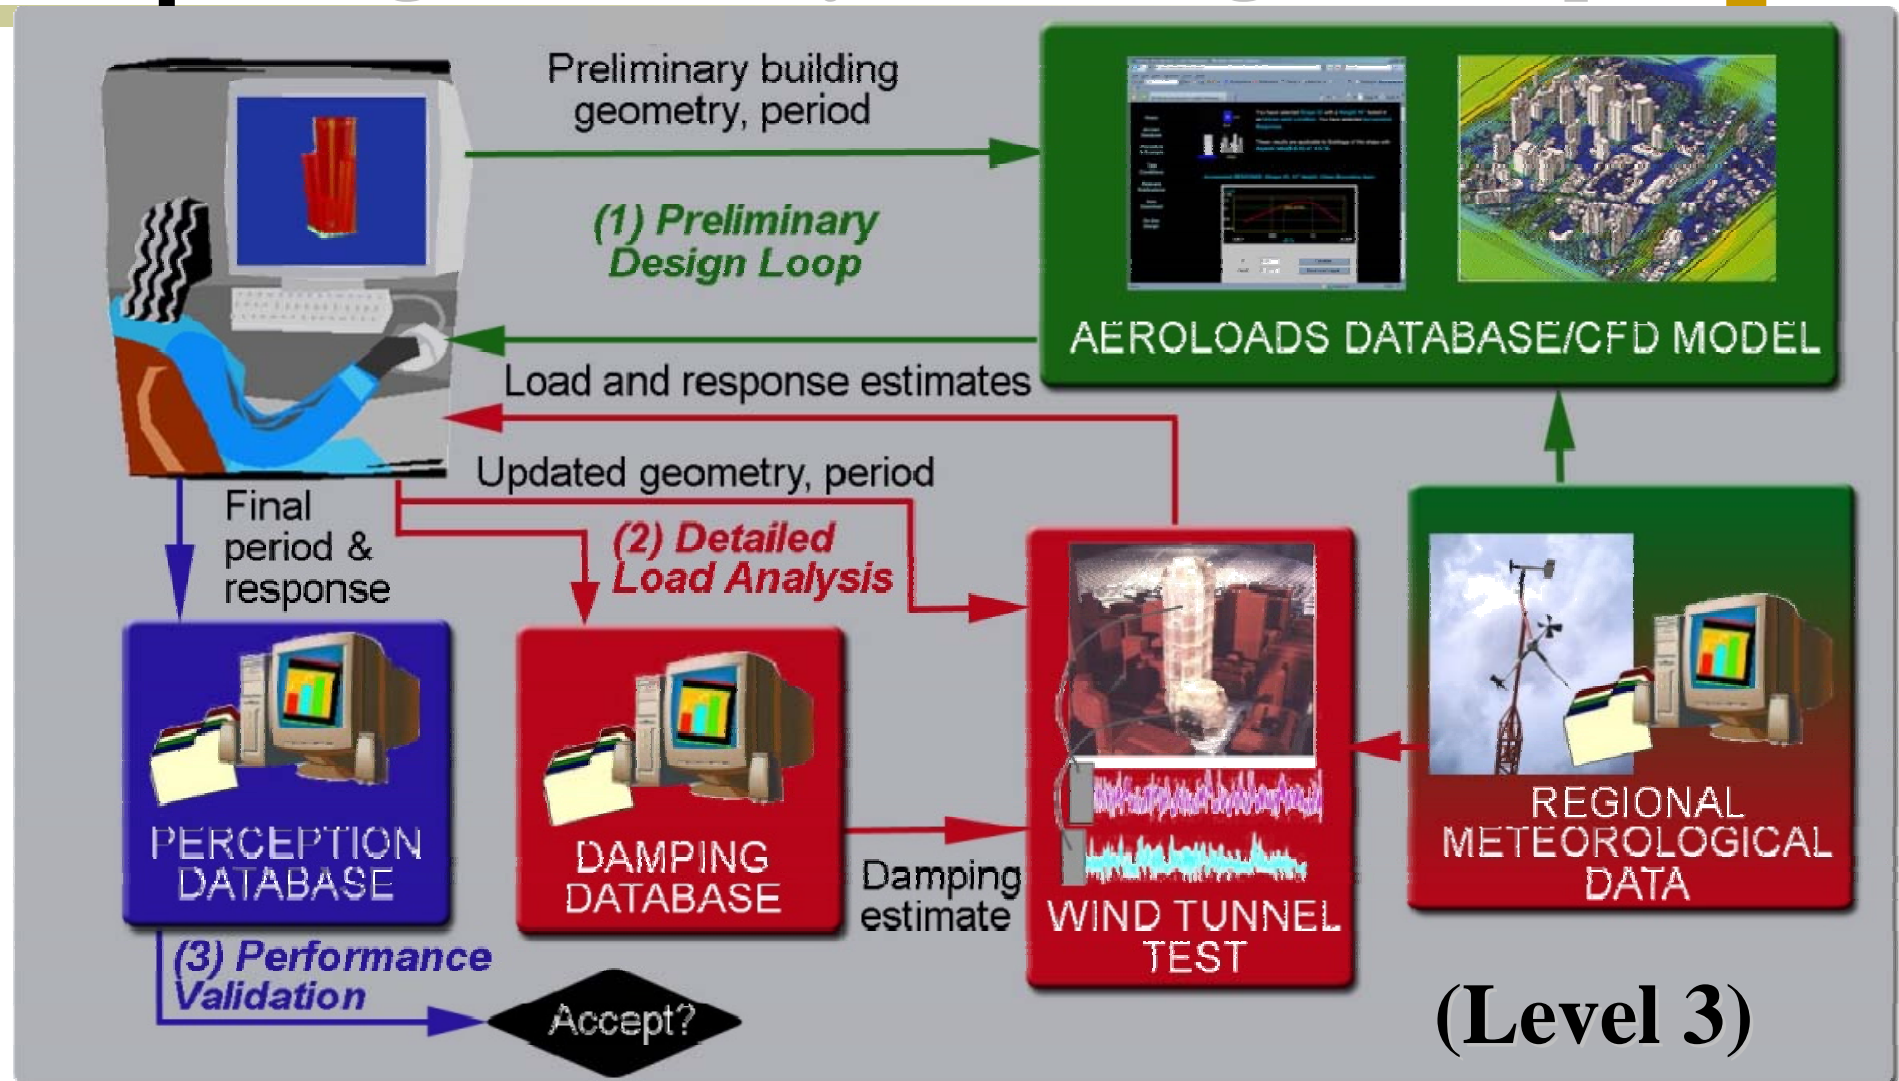 Preliminary building
geometry, period
(1) Preliminary
Design Loop
AEROLOADS DATABASE/CFD MODEL
Load and response estimates
Updated geometry, period
Final
period &
response
(2) Detailed
Load Analysis
PERCEPTION
DATABASE
DAMPING
DATABASE
Damping
estimate
WIND TUNNEL
TEST
REGIONAL
METEOROLOGICAL
DATA
(3) Performance
Validation
Accept?
(Level 3)